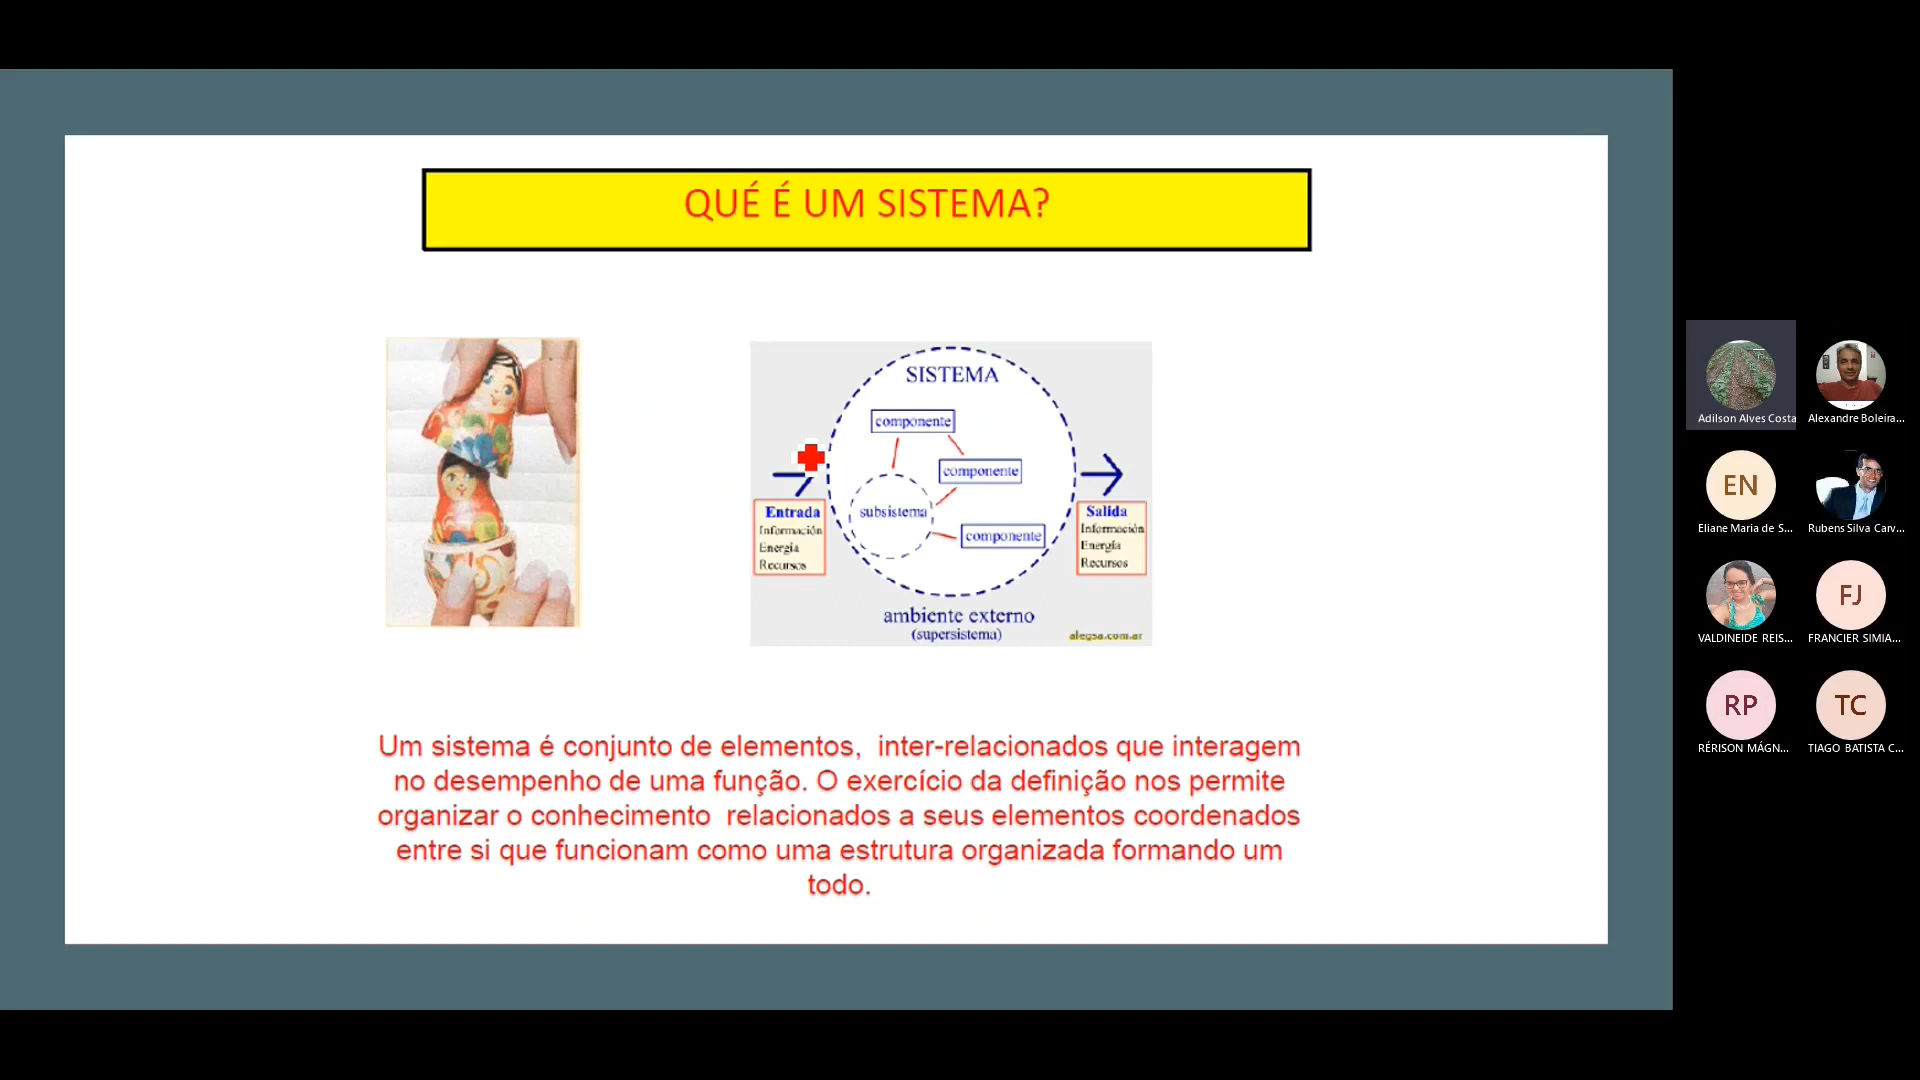 QUÉ É UM SISTEMA?
SISTEMA
componente
componente
subsistema
componente
Entrada
Información
Energía
Recursos
Salida
Información
Energía
Recursos
ambiente externo
(supersistema)
alegsa.com.ar
Um sistema é conjunto de elementos, inter-relacionados que interagem
no desempenho de uma função. O exercício da definição nos permite
organizar o conhecimento relacionados a seus elementos coordenados
entre si que funcionam como uma estrutura organizada formando um
todo.
Adilson Alves Costa
Alexandre Boleira...
EN
Eliane Maria de S...
Rubens Silva Carv...
VALDINEIDE REIS...
FJ
FRANCIER SIMIA...
RP
RÉRISON MÁGN...
TC
TIAGO BATISTA C...